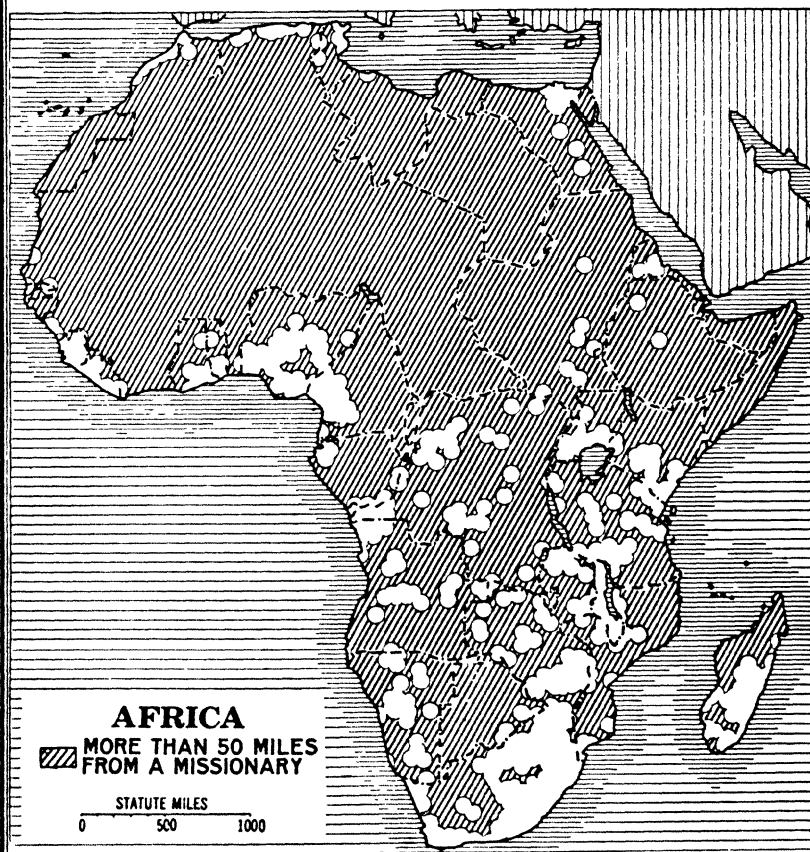 AFRICA
MORE THAN 50 MILES
FROM A MISSIONARY
STATUTE MILES
0 500 1000